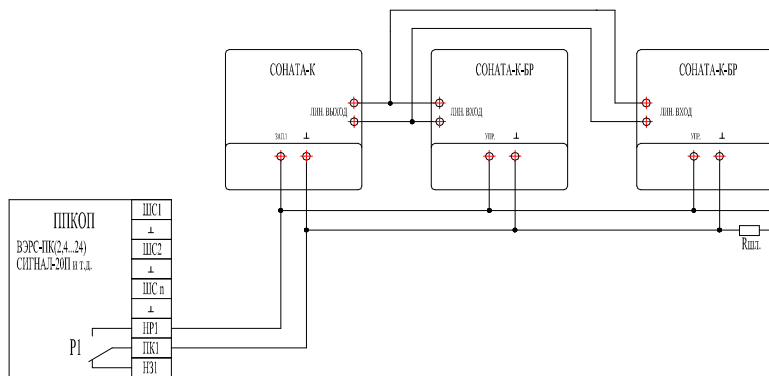 СОНАТА-К
СОНАТА-К-БР
СОНАТА-К-БР
ЛИН. ВЫХОД
ЛИН. ВХОД
ЛИН. ВХОД
ЗАП.1
⊥
УПР.
⊥
УПР.
⊥
ППКОП
ВЭРС-ПК(2,4...24)
СИГНАЛ-20П и т.д.
ШС1
⊥
ШС2
⊥
ШС n
⊥
НР1
ПК1
НЗ1
Р1
Rшл.